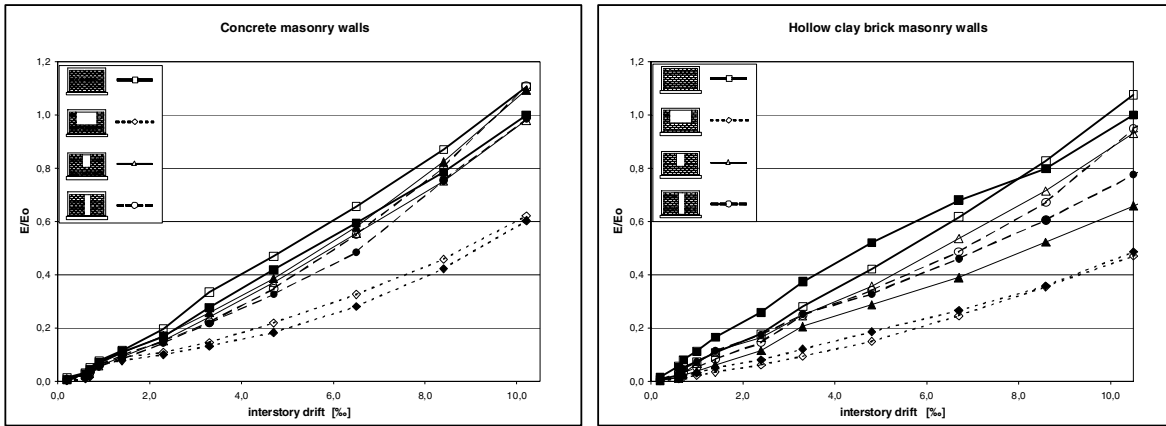 Concrete masonry walls
1,2
1,0
0,8
0,6
0,4
0,2
0,0
E/Eo
0,0 2,0 4,0 6,0 8,0 10,0
interstory drift [‰]
Hollow clay brick masonry walls
1,2
1,0
0,8
0,6
0,4
0,2
0,0
E/Eo
0,0 2,0 4,0 6,0 8,0 10,0
interstory drift [‰]